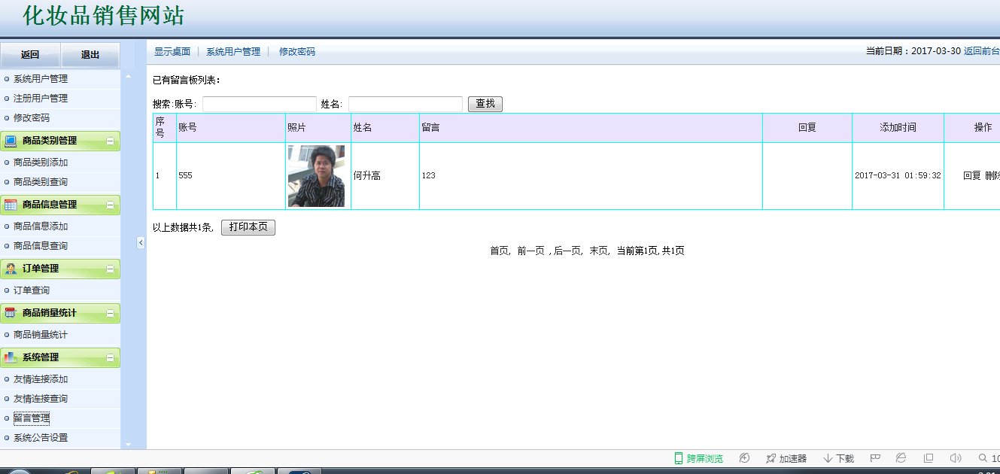 化妆品销售网站
返回 退出
显示桌面 系统用户管理 修改密码 当前日期：2017-03-30 返回前台
系统用户管理
注册用户管理
修改密码
商品类别管理
商品类别添加
商品类别查询
商品信息管理
商品信息添加
商品信息查询
订单管理
订单查询
商品销量统计
商品销量统计
系统管理
友情连接添加
友情连接查询
留言管理
系统公告设置
已有留言板列表：
搜索:账号： 姓名： 查找
序号 账号 照片 姓名 留言 回复 添加时间 操作
1 555 何升高 123 2017-03-31 01:59:32 回复 删除
以上数据共1条, 打印本页
首页, 前一页 ,后一页, 末页, 当前第1页,共1页
跨屏浏览 加速器 下载